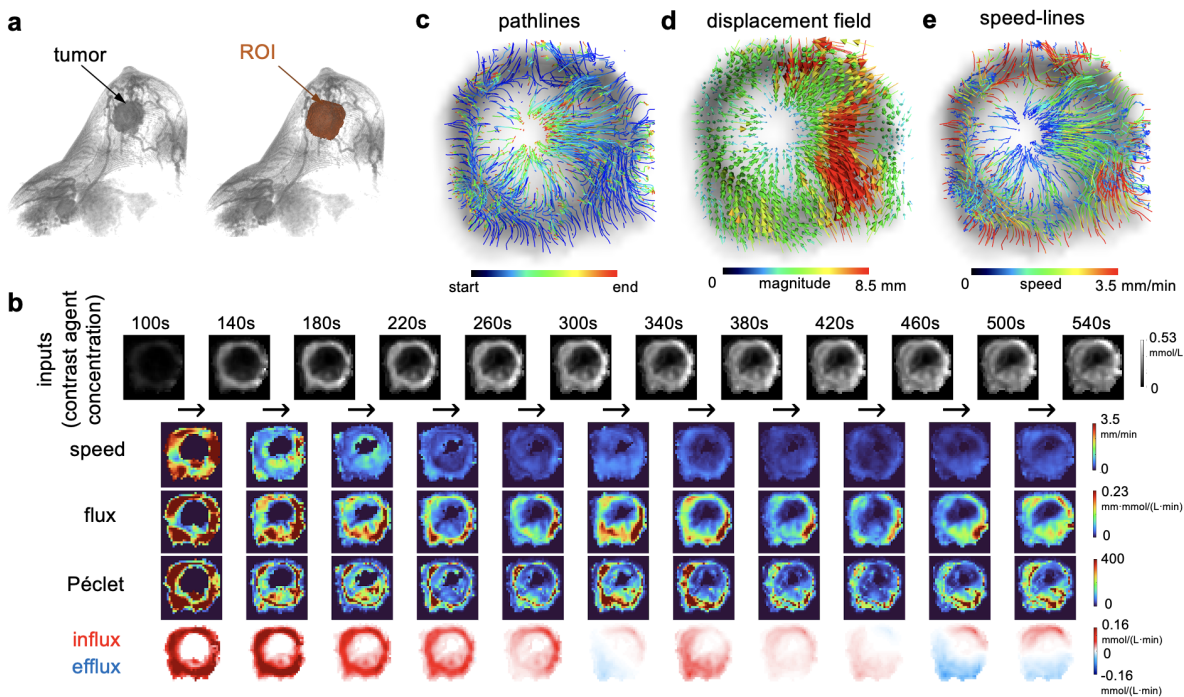 a
tumor
ROI
c
pathlines
start
end
d
displacement field
0
magnitude
8.5 mm
e
speed-lines
0
speed
3.5 mm/min
b
inputs
(contrast agent
concentration)
100s 140s 180s 220s 260s 300s 340s 380s 420s 460s 500s 540s
0.53
mmol/L
0
speed
3.5
mm/min
0
flux
0.23
mm·mmol/(L·min)
0
Péclet
400
0
influx
efflux
0.16
mmol/(L·min)
0
-0.16
mmol/(L·min)